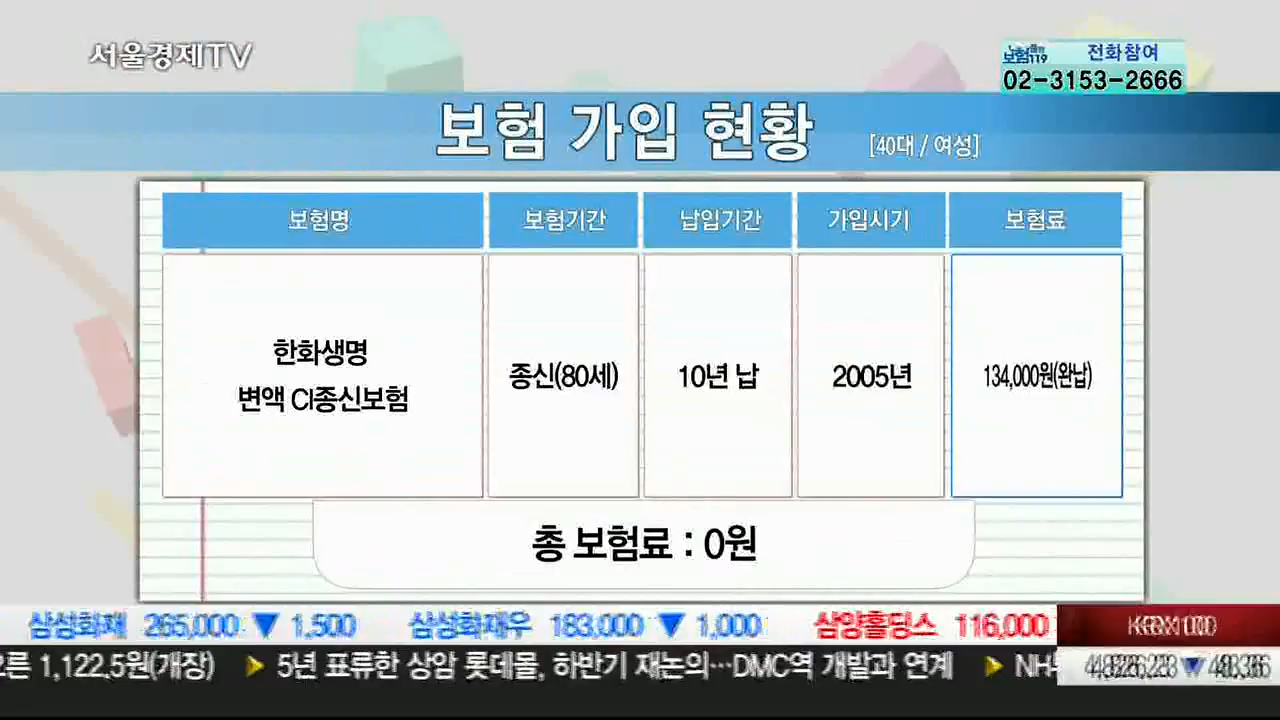 서울경제TV
보험119 전화참여
02-3153-2666
보험 가입 현황 [40대 / 여성]
보험명 보험기간 납입기간 가입시기 보험료
한화생명
변액 CI종신보험
종신(80세) 10년 납 2005년 134,000원(완납)
총 보험료 : 0원
삼성화재 265,000 ▼ 1,500 삼성화재우 183,000 ▼ 1,000 삼양홀딩스 116,000
오른 1,122.5원(개장) ▶ 5년 표류한 상암 롯데몰, 하반기 재논의…DMC역 개발과 연계 ▶